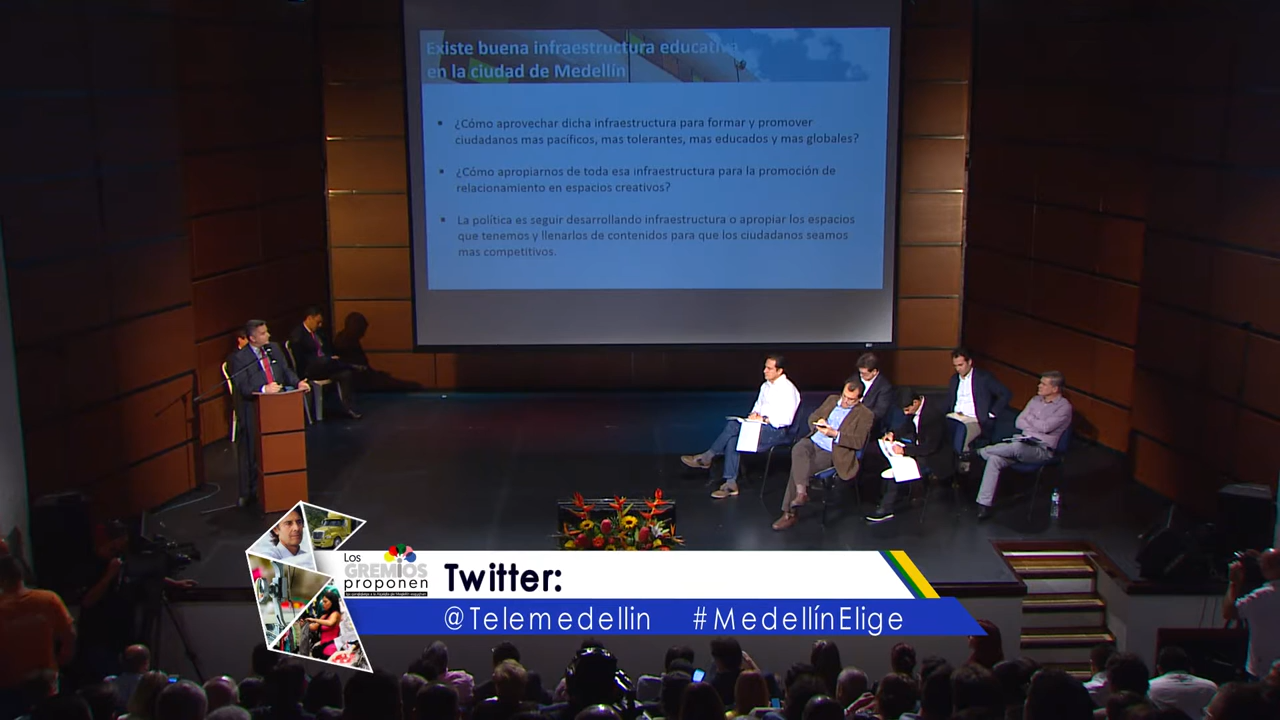 Existe buena infraestructura educativa
en la ciudad de Medellín
• ¿Cómo aprovechar dicha infraestructura para formar y promover
ciudadanos mas pacíficos, mas tolerantes, mas educados y mas globales?
• ¿Cómo apropiarnos de toda esa infraestructura para la promoción de
relacionamiento en espacios creativos?
• La política es seguir desarrollando infraestructura o apropiar los espacios
que tenemos y llenarlos de contenidos para que los ciudadanos seamos
mas competitivos.
Los
GREMIOS
proponen
Twitter:
@Telemedellin #MedellínElige